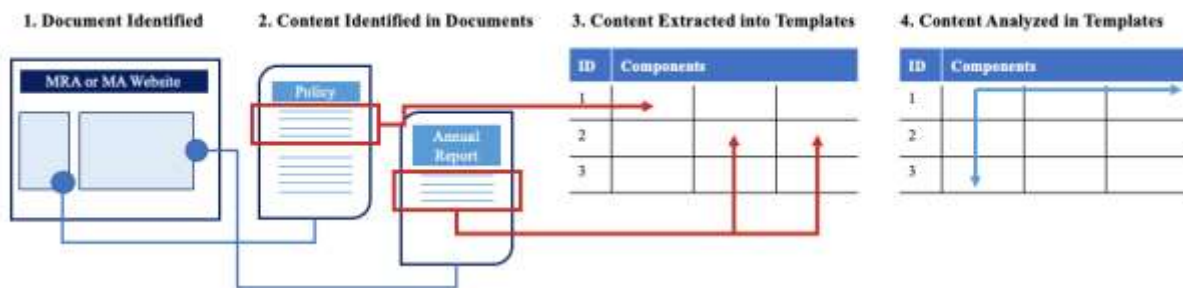 1. Document Identified
2. Content Identified in Documents
3. Content Extracted into Templates
4. Content Analyzed in Templates
MRA or MA Website
Policy
Annual
Report
ID Components
1
2
3
ID Components
1
2
3